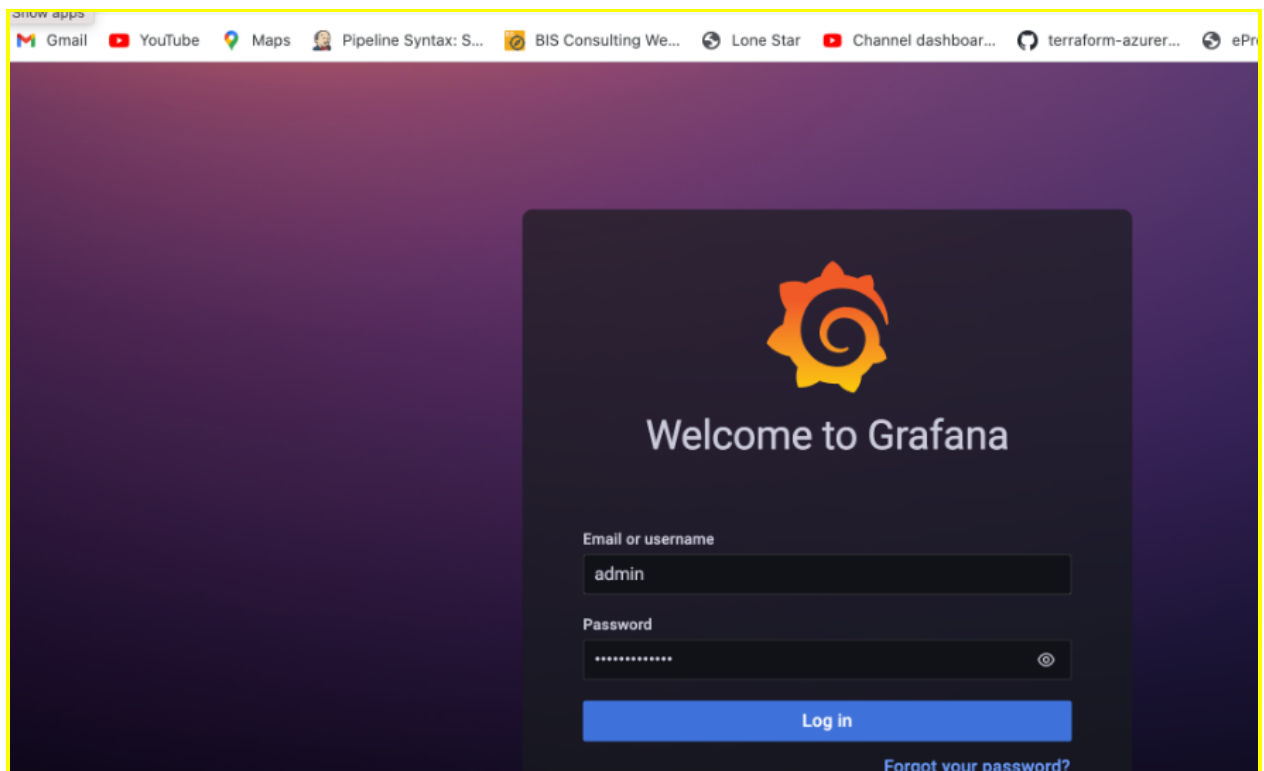 Show apps
Gmail YouTube Maps Pipeline Syntax: S... BIS Consulting We... Lone Star Channel dashboar... terraform-azurer... ePr
Welcome to Grafana
Email or username
admin
Password
•••••••••••••
Log in
Forgot your password?